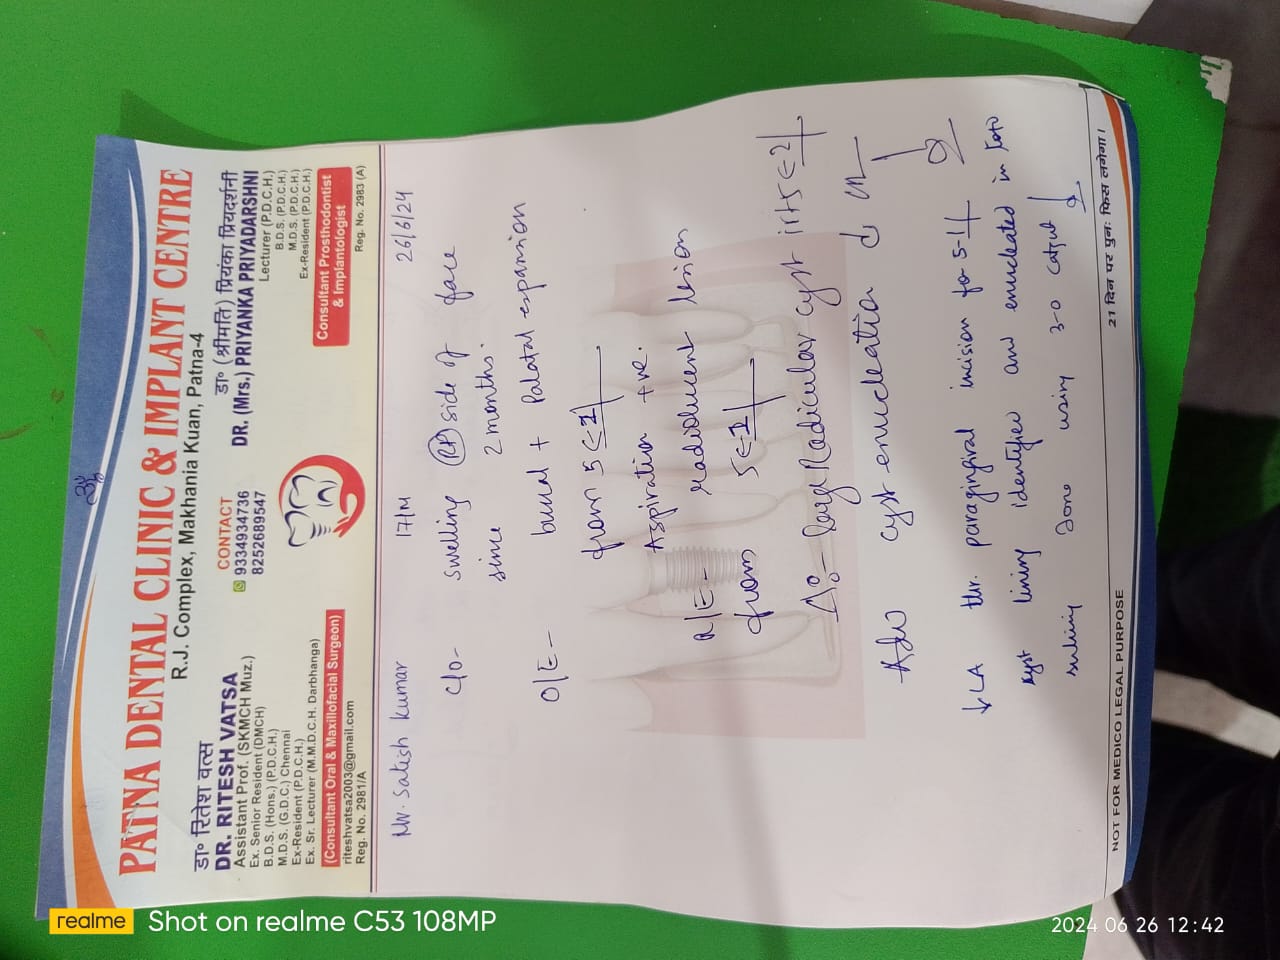 ॐ
PATNA DENTAL CLINIC & IMPLANT CENTRE
R.J. Complex, Makhania Kuan, Patna-4
डा० रितेश वत्स
DR. RITESH VATSA
Assistant Prof. (SKMCH Muz.)
Ex. Senior Resident (DMCH)
B.D.S. (Hons.) (P.D.C.H.)
M.D.S. (G.D.C.) Chennai
Ex-Resident (P.D.C.H.)
Ex. Sr. Lecturer (M.M.D.C.H. Darbhanga)
(Consultant Oral & Maxillofacial Surgeon)
riteshvatsa2003@gmail.com
Reg. No. 2981/A
CONTACT
9334934736
8252689547
डा० (श्रीमति) प्रियंका प्रियदर्शनी
DR. (Mrs.) PRIYANKA PRIYADARSHNI
Lecturer (P.D.C.H.)
B.D.S. (P.D.C.H.)
M.D.S. (P.D.C.H.)
Ex-Resident (P.D.C.H.)
Consultant Prosthodontist
& Implantologist
Reg. No. 2983 (A)
Mr. Satish Kumar 17/M 26/6/24
C/O- swelling (Rt) side of face
since 2 months.
O/E- buccal + Palatal expansion
from 5
Aspiration +ve.
R/E- radiolucent lesion
from 5
Δ:- large Radicular cyst irt 5 2
Adv cyst enucleation
↓ LA thr. paragingival incision for 5-1
cyst lining identified and enucleated in toto
suturing done using 3-0 catgut
NOT FOR MEDICO LEGAL PURPOSE
21 दिन पर पुनः फिस लगेगा।
realme Shot on realme C53 108MP
2024 06 26 12:42